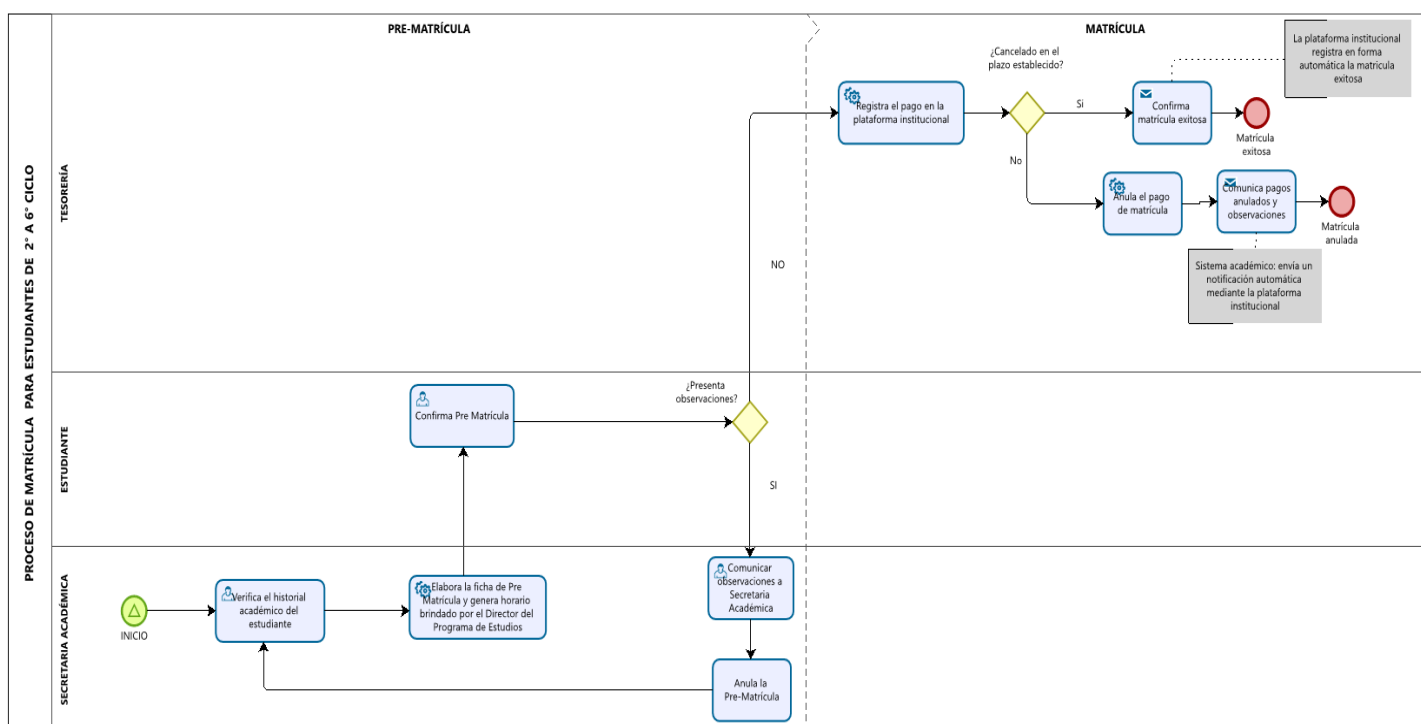 PROCESO DE MATRÍCULA PARA ESTUDIANTES DE 2° A 6° CICLO
PRE-MATRÍCULA
MATRÍCULA
TESORERÍA
¿Cancelado en el
plazo establecido?
La plataforma institucional
registra en forma
automática la matricula
exitosa
Registra el pago en la
plataforma institucional
Si
Confirma
matrícula exitosa
Matrícula
exitosa
No
Anula el pago
de matrícula
Comunica pagos
anulados y
observaciones
Matrícula
anulada
Sistema académico: envía un
notificación automática
mediante la plataforma
institucional
NO
ESTUDIANTE
Confirma Pre Matrícula
¿Presenta
observaciones?
SI
SECRETARIA ACADÉMICA
INICIO
Verifica el historial
académico del
estudiante
Elabora la ficha de Pre
Matrícula y genera horario
brindado por el Director del
Programa de Estudios
Comunicar
observaciones a
Secretaria
Académica
Anula la
Pre-Matrícula